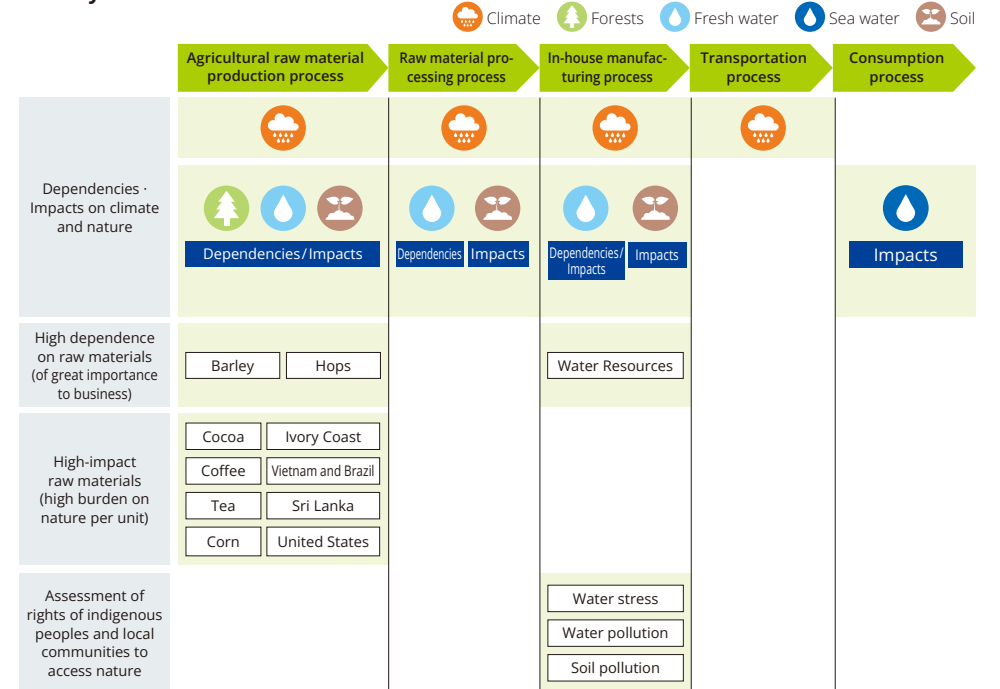 Climate
Forests
Fresh water
Sea water
Soil
Agricultural raw material
production process
Raw material pro-
cessing process
In-house manufac-
turing process
Transportation
process
Consumption
process
Dependencies ·
Impacts on climate
and nature
Dependencies/Impacts
Dependencies
Impacts
Dependencies/
Impacts
Impacts
Impacts
High dependence
on raw materials
(of great importance
to business)
Barley
Hops
Water Resources
High-impact
raw materials
(high burden on
nature per unit)
Cocoa
Ivory Coast
Coffee
Vietnam and Brazil
Tea
Sri Lanka
Corn
United States
Assessment of
rights of indigenous
peoples and local
communities to
access nature
Water stress
Water pollution
Soil pollution